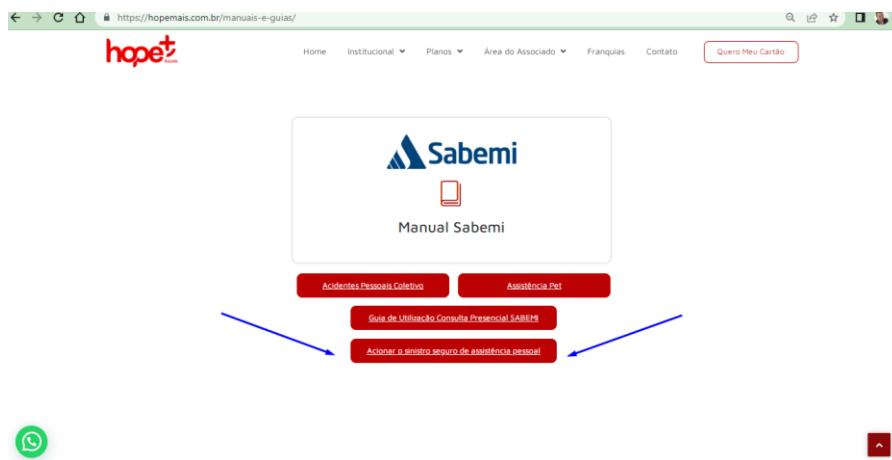 https://hopemais.com.br/manuais-e-guias/
hope+
Home Institucional Planos Área do Associado Franquias Contato Quero Meu Cartão
Sabemi
Manual Sabemi
Acidentes Pessoais Coletivo Assistência Pet
Guia de Utilização Consulta Presencial SABEMI
Acionar o sinistro seguro de assistência pessoal